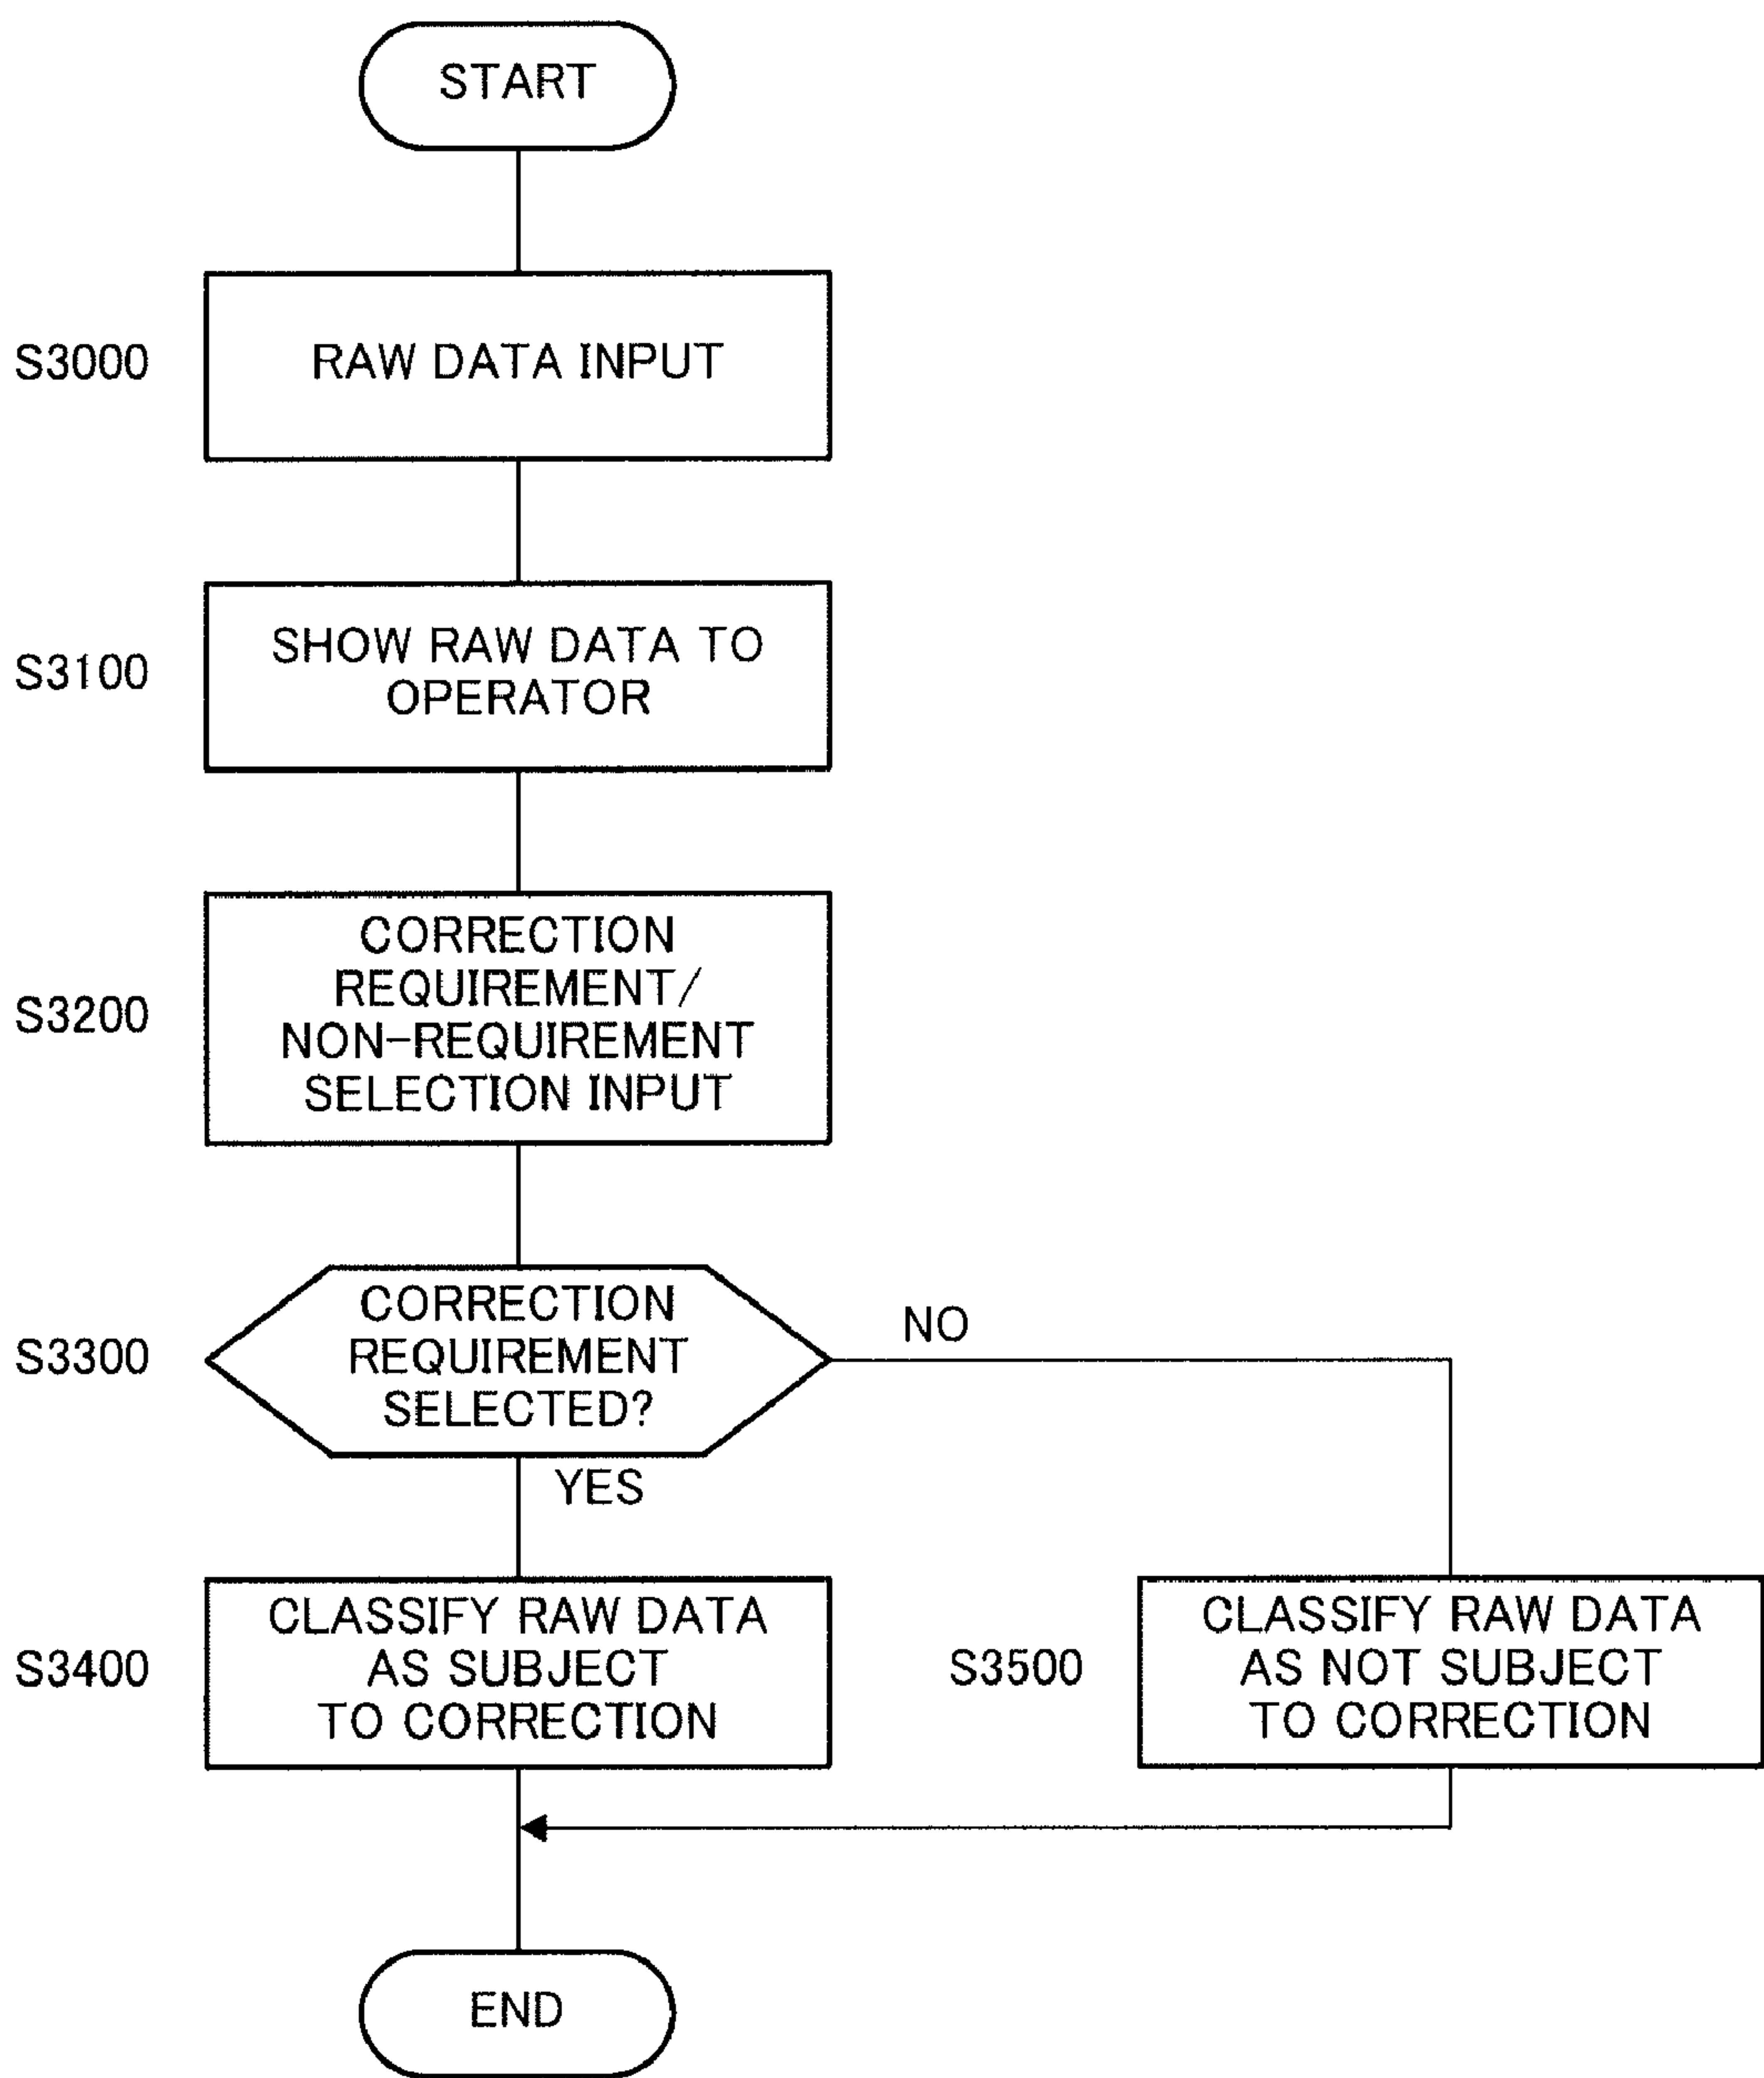 START
S3000
RAW DATA INPUT
S3100
SHOW RAW DATA TO
OPERATOR
S3200
CORRECTION
REQUIREMENT/
NON-REQUIREMENT
SELECTION INPUT
S3300
CORRECTION
REQUIREMENT
SELECTED?
NO
YES
S3400
CLASSIFY RAW DATA
AS SUBJECT
TO CORRECTION
S3500
CLASSIFY RAW DATA
AS NOT SUBJECT
TO CORRECTION
END